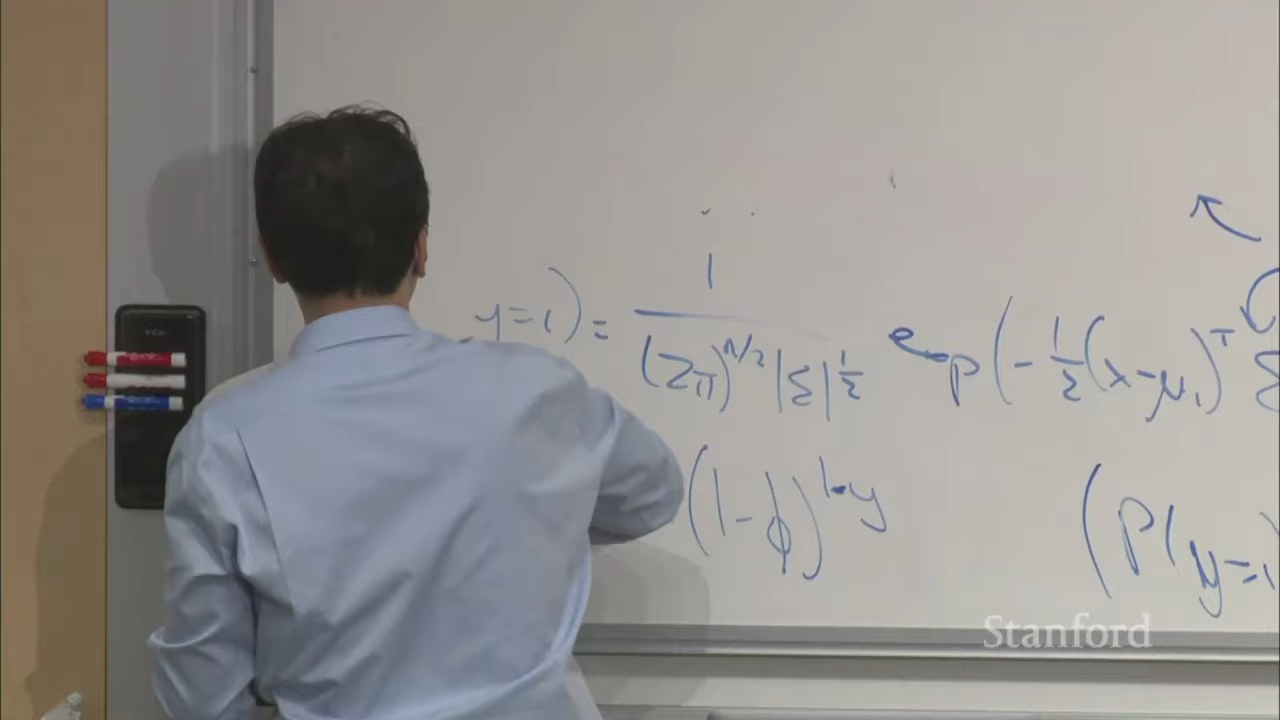 y=1) = 1 / (2π)^{n/2} |Σ|^{1/2} exp(-1/2 (x-μ₁)^T Σ
(1-φ)^{1-y} (P(y=1)
Stanford